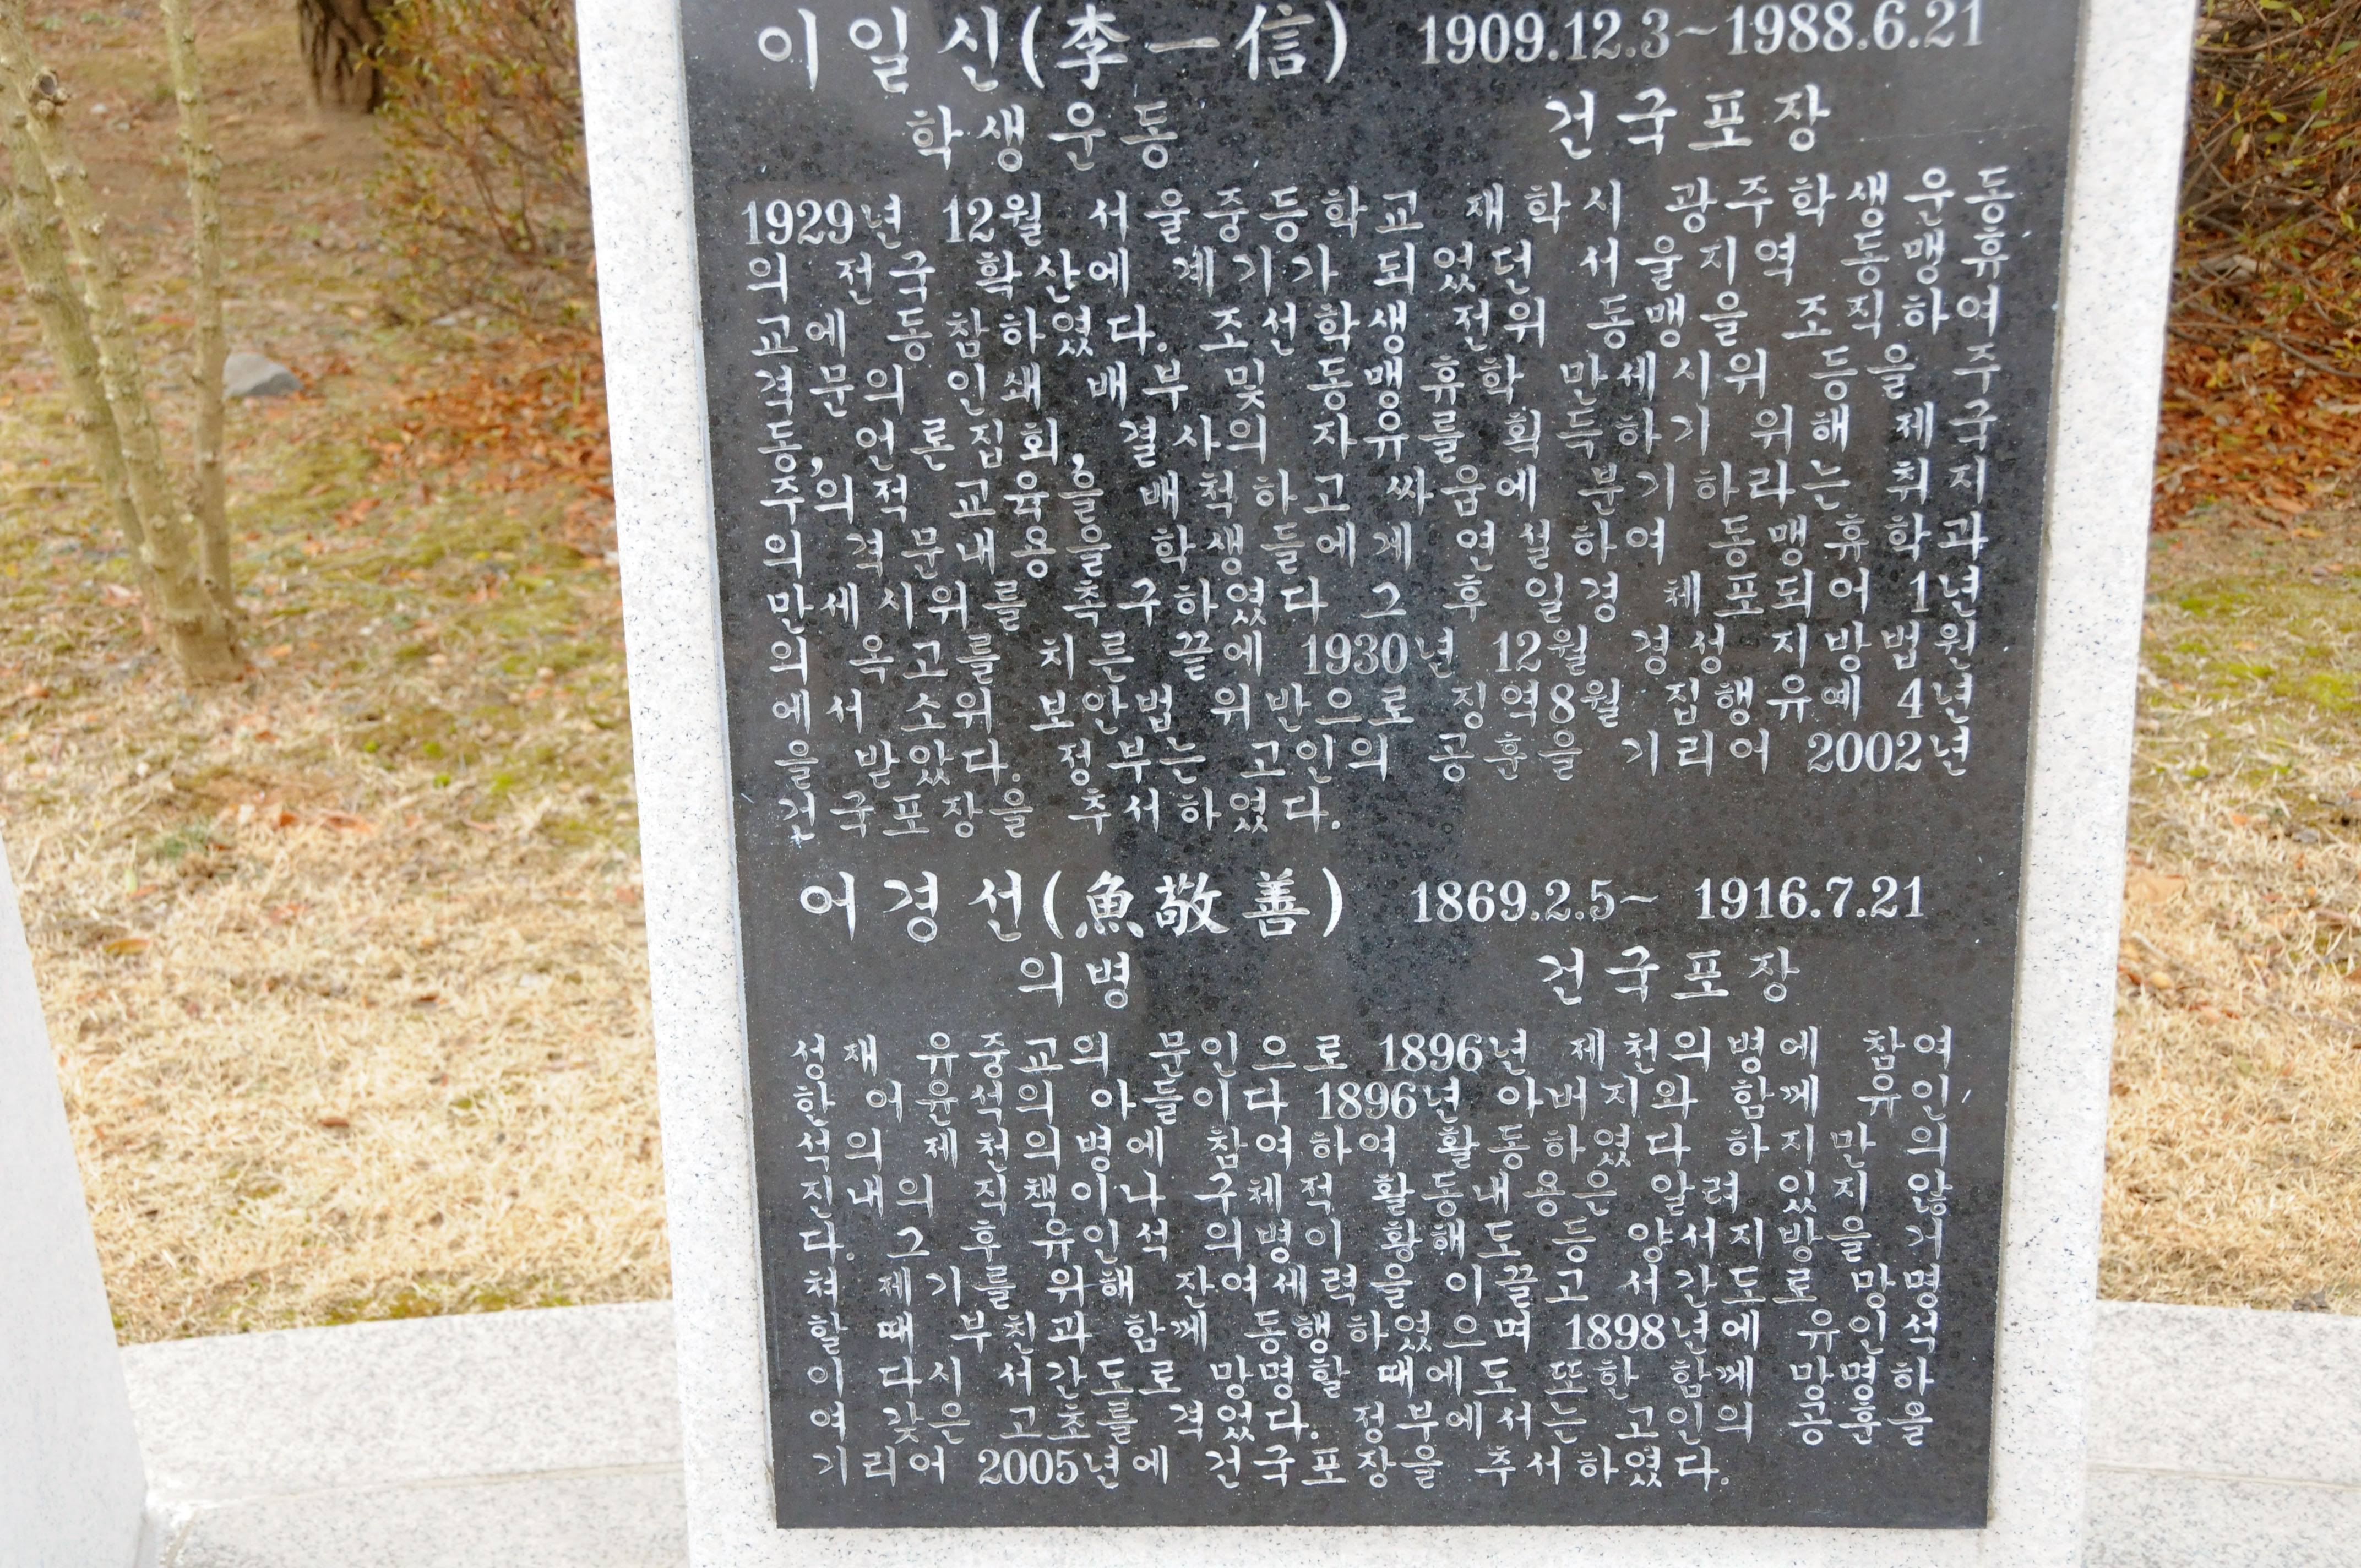 이일신(李一信) 1909.12.3~1988.6.21
학생운동 건국포장
1929년 12월 서울중등학교 재학시 광주학생운동
의 전국 확산에 계기가 되었던 서울지역 동맹휴
교에 동참하였다. 조선학생 전위 동맹을 조직하여
격문의 인쇄 배부 및 동맹휴학 만세시위 등을 주
동, 언론집회, 결사의 자유를 획득하기 위해 제국
주의적 교육을 배척하고 싸움에 분기하라는 취지
의 격문내용을 학생들에게 연설하여 동맹휴학과
만세시위를 촉구하였다 그 후 일경 체포되어 1년
의 옥고를 치른 끝에 1930년 12월 경성 지방법원
에서 소위 보안법 위반으로 징역8월 집행유예 4년
을 받았다. 정부는 고인의 공훈을 기리어 2002년
건국포장을 추서하였다.
어경선(魚敬善) 1869.2.5~ 1916.7.21
의병 건국포장
성재 유중교의 문인으로 1896년 제천의병에 참여
한 어윤석의 아들이다 1896년 아버지와 함께 유인
석의 제천의병에 참여하여 활동하였다 하지만 의
진내의 직책이나 구체적 활동내용은 알려 있지 않
다. 그 후 유인석 의병이 황해도 등 양서지방을 거
쳐 제기를 위해 잔여세력을 이끌고 서간도로 망명
할 때 부친과 함께 동행하였으며 1898년에 유인석
이 다시 서간도로 망명할 때에도 또한 함께 망명하
여 갖은 고초를 격었다. 정부에서는 고인의 공훈을
기리어 2005년에 건국포장을 추서하였다.